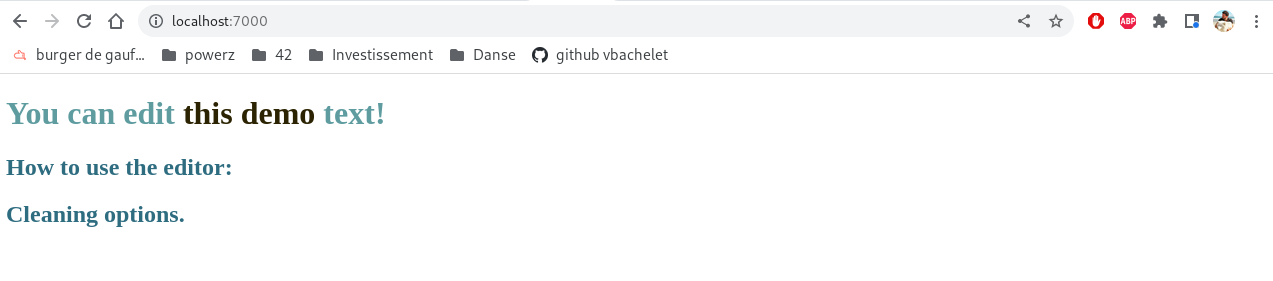 localhost:7000
ABP
burger de gauf...
powerz
42
Investissement
Danse
github vbachelet
You can edit this demo text!
How to use the editor:
Cleaning options.